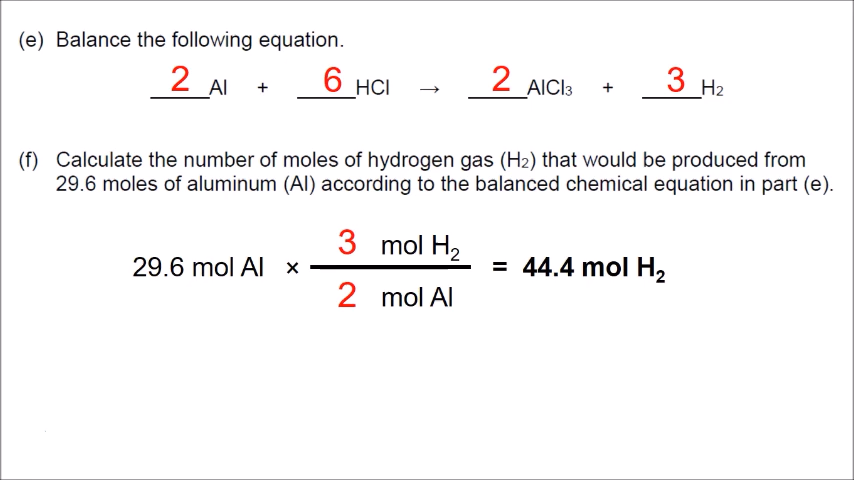 (e) Balance the following equation.
2 Al + 6 HCl → 2 AlCl₃ + 3 H₂
(f) Calculate the number of moles of hydrogen gas (H₂) that would be produced from
29.6 moles of aluminum (Al) according to the balanced chemical equation in part (e).
3 mol H₂
29.6 mol Al × = 44.4 mol H₂
2 mol Al